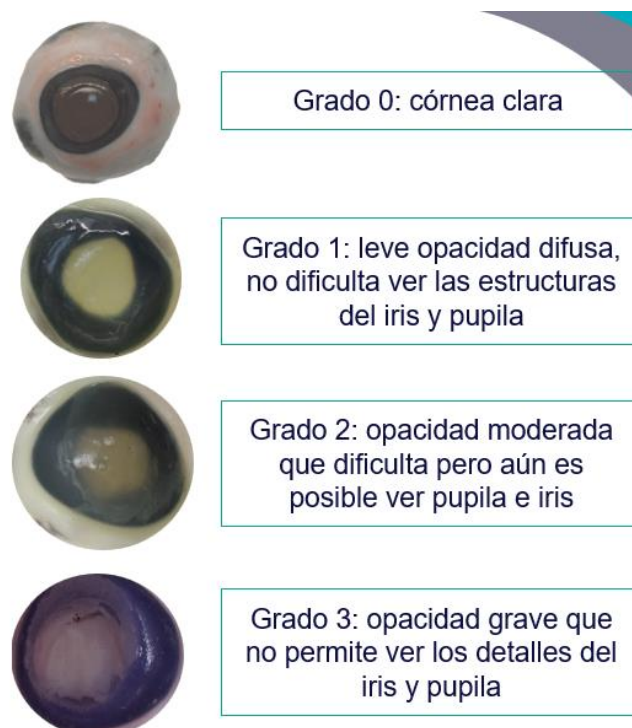 Grado 0: córnea clara
Grado 1: leve opacidad difusa,
no dificulta ver las estructuras
del iris y pupila
Grado 2: opacidad moderada
que dificulta pero aún es
posible ver pupila e iris
Grado 3: opacidad grave que
no permite ver los detalles del
iris y pupila